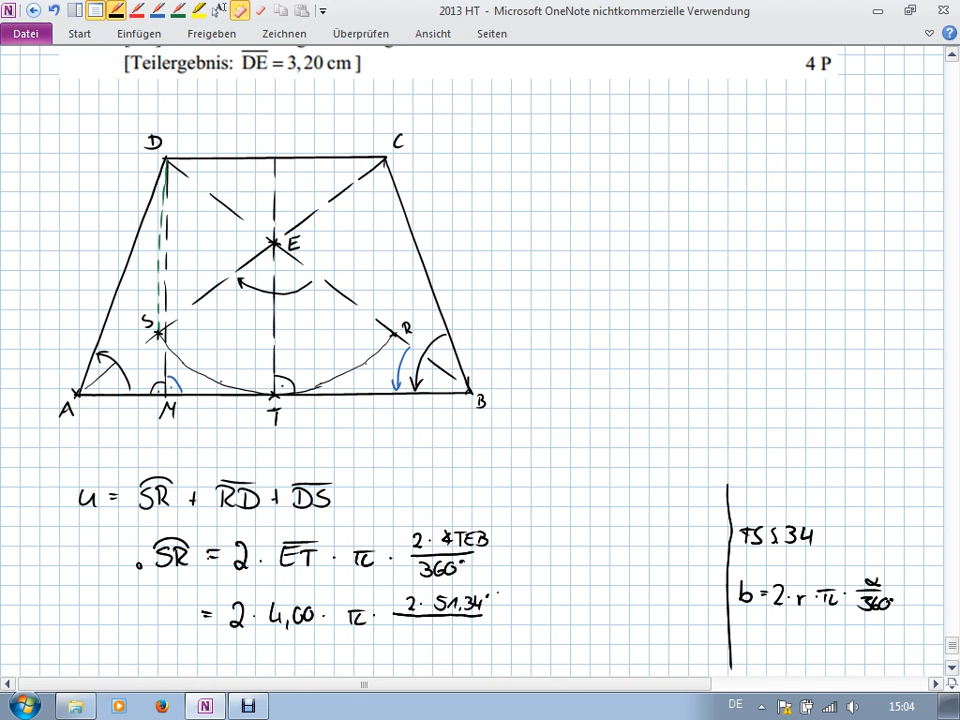 2013 HT - Microsoft OneNote nichtkommerzielle Verwendung
Datei Start Einfügen Freigeben Zeichnen Überprüfen Ansicht Seiten
[Teilergebnis: DE = 3,20 cm ] 4 P
D C
E
S R
A M T B
u = SR + RD + DS
. SR = 2 · ET · π · 2 · ∢TEB / 360°
= 2 · 4,00 · π · 2 · 51,34°
FS S 34
b = 2 · r · π · α / 360°
DE 15:04